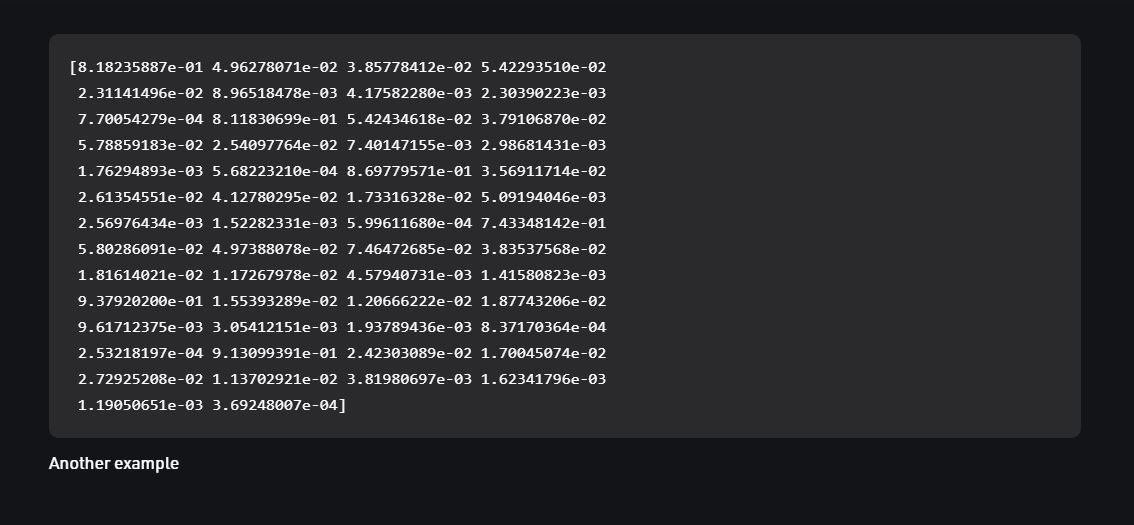 [8.18235887e-01 4.96278071e-02 3.85778412e-02 5.42293510e-02
2.31141496e-02 8.96518478e-03 4.17582280e-03 2.30390223e-03
7.70054279e-04 8.11830699e-01 5.42434618e-02 3.79106870e-02
5.78859183e-02 2.54097764e-02 7.40147155e-03 2.98681431e-03
1.76294893e-03 5.68223210e-04 8.69779571e-01 3.56911714e-02
2.61354551e-02 4.12780295e-02 1.73316328e-02 5.09194046e-03
2.56976434e-03 1.52282331e-03 5.99611680e-04 7.43348142e-01
5.80286091e-02 4.97388078e-02 7.46472685e-02 3.83537568e-02
1.81614021e-02 1.17267978e-02 4.57940731e-03 1.41580823e-03
9.37920200e-01 1.55393289e-02 1.20666222e-02 1.87743206e-02
9.61712375e-03 3.05412151e-03 1.93789436e-03 8.37170364e-04
2.53218197e-04 9.13099391e-01 2.42303089e-02 1.70045074e-02
2.72925208e-02 1.13702921e-02 3.81980697e-03 1.62341796e-03
1.19050651e-03 3.69248007e-04]
Another example